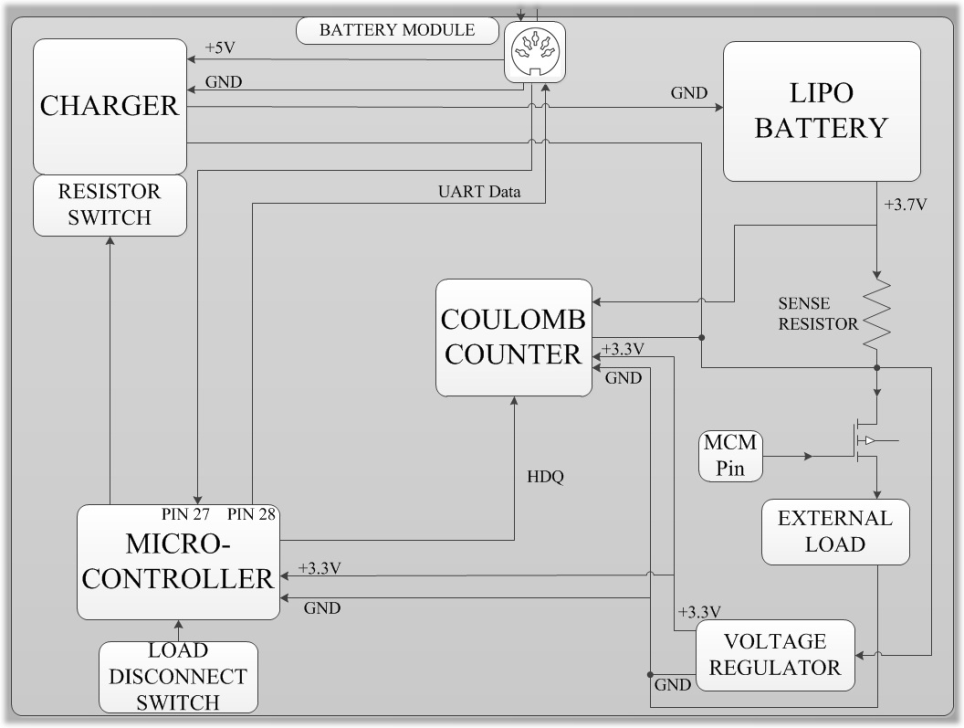 BATTERY MODULE
+5V
GND
CHARGER
GND
LIPO
BATTERY
RESISTOR
SWITCH
UART Data
+3.7V
SENSE
RESISTOR
COULOMB
COUNTER
+3.3V
GND
MCM
Pin
HDQ
PIN 27
PIN 28
EXTERNAL
LOAD
MICRO-
CONTROLLER
+3.3V
GND
+3.3V
VOLTAGE
REGULATOR
GND
LOAD
DISCONNECT
SWITCH